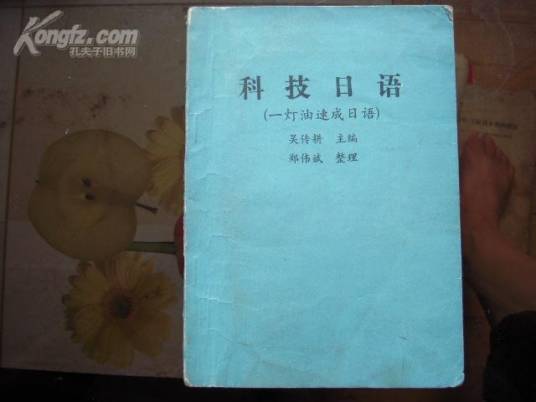 Kongfz.com
孔夫子旧书网
科技日语
(一灯油速成日语)
吴传耕 主编
郑伟斌 整理